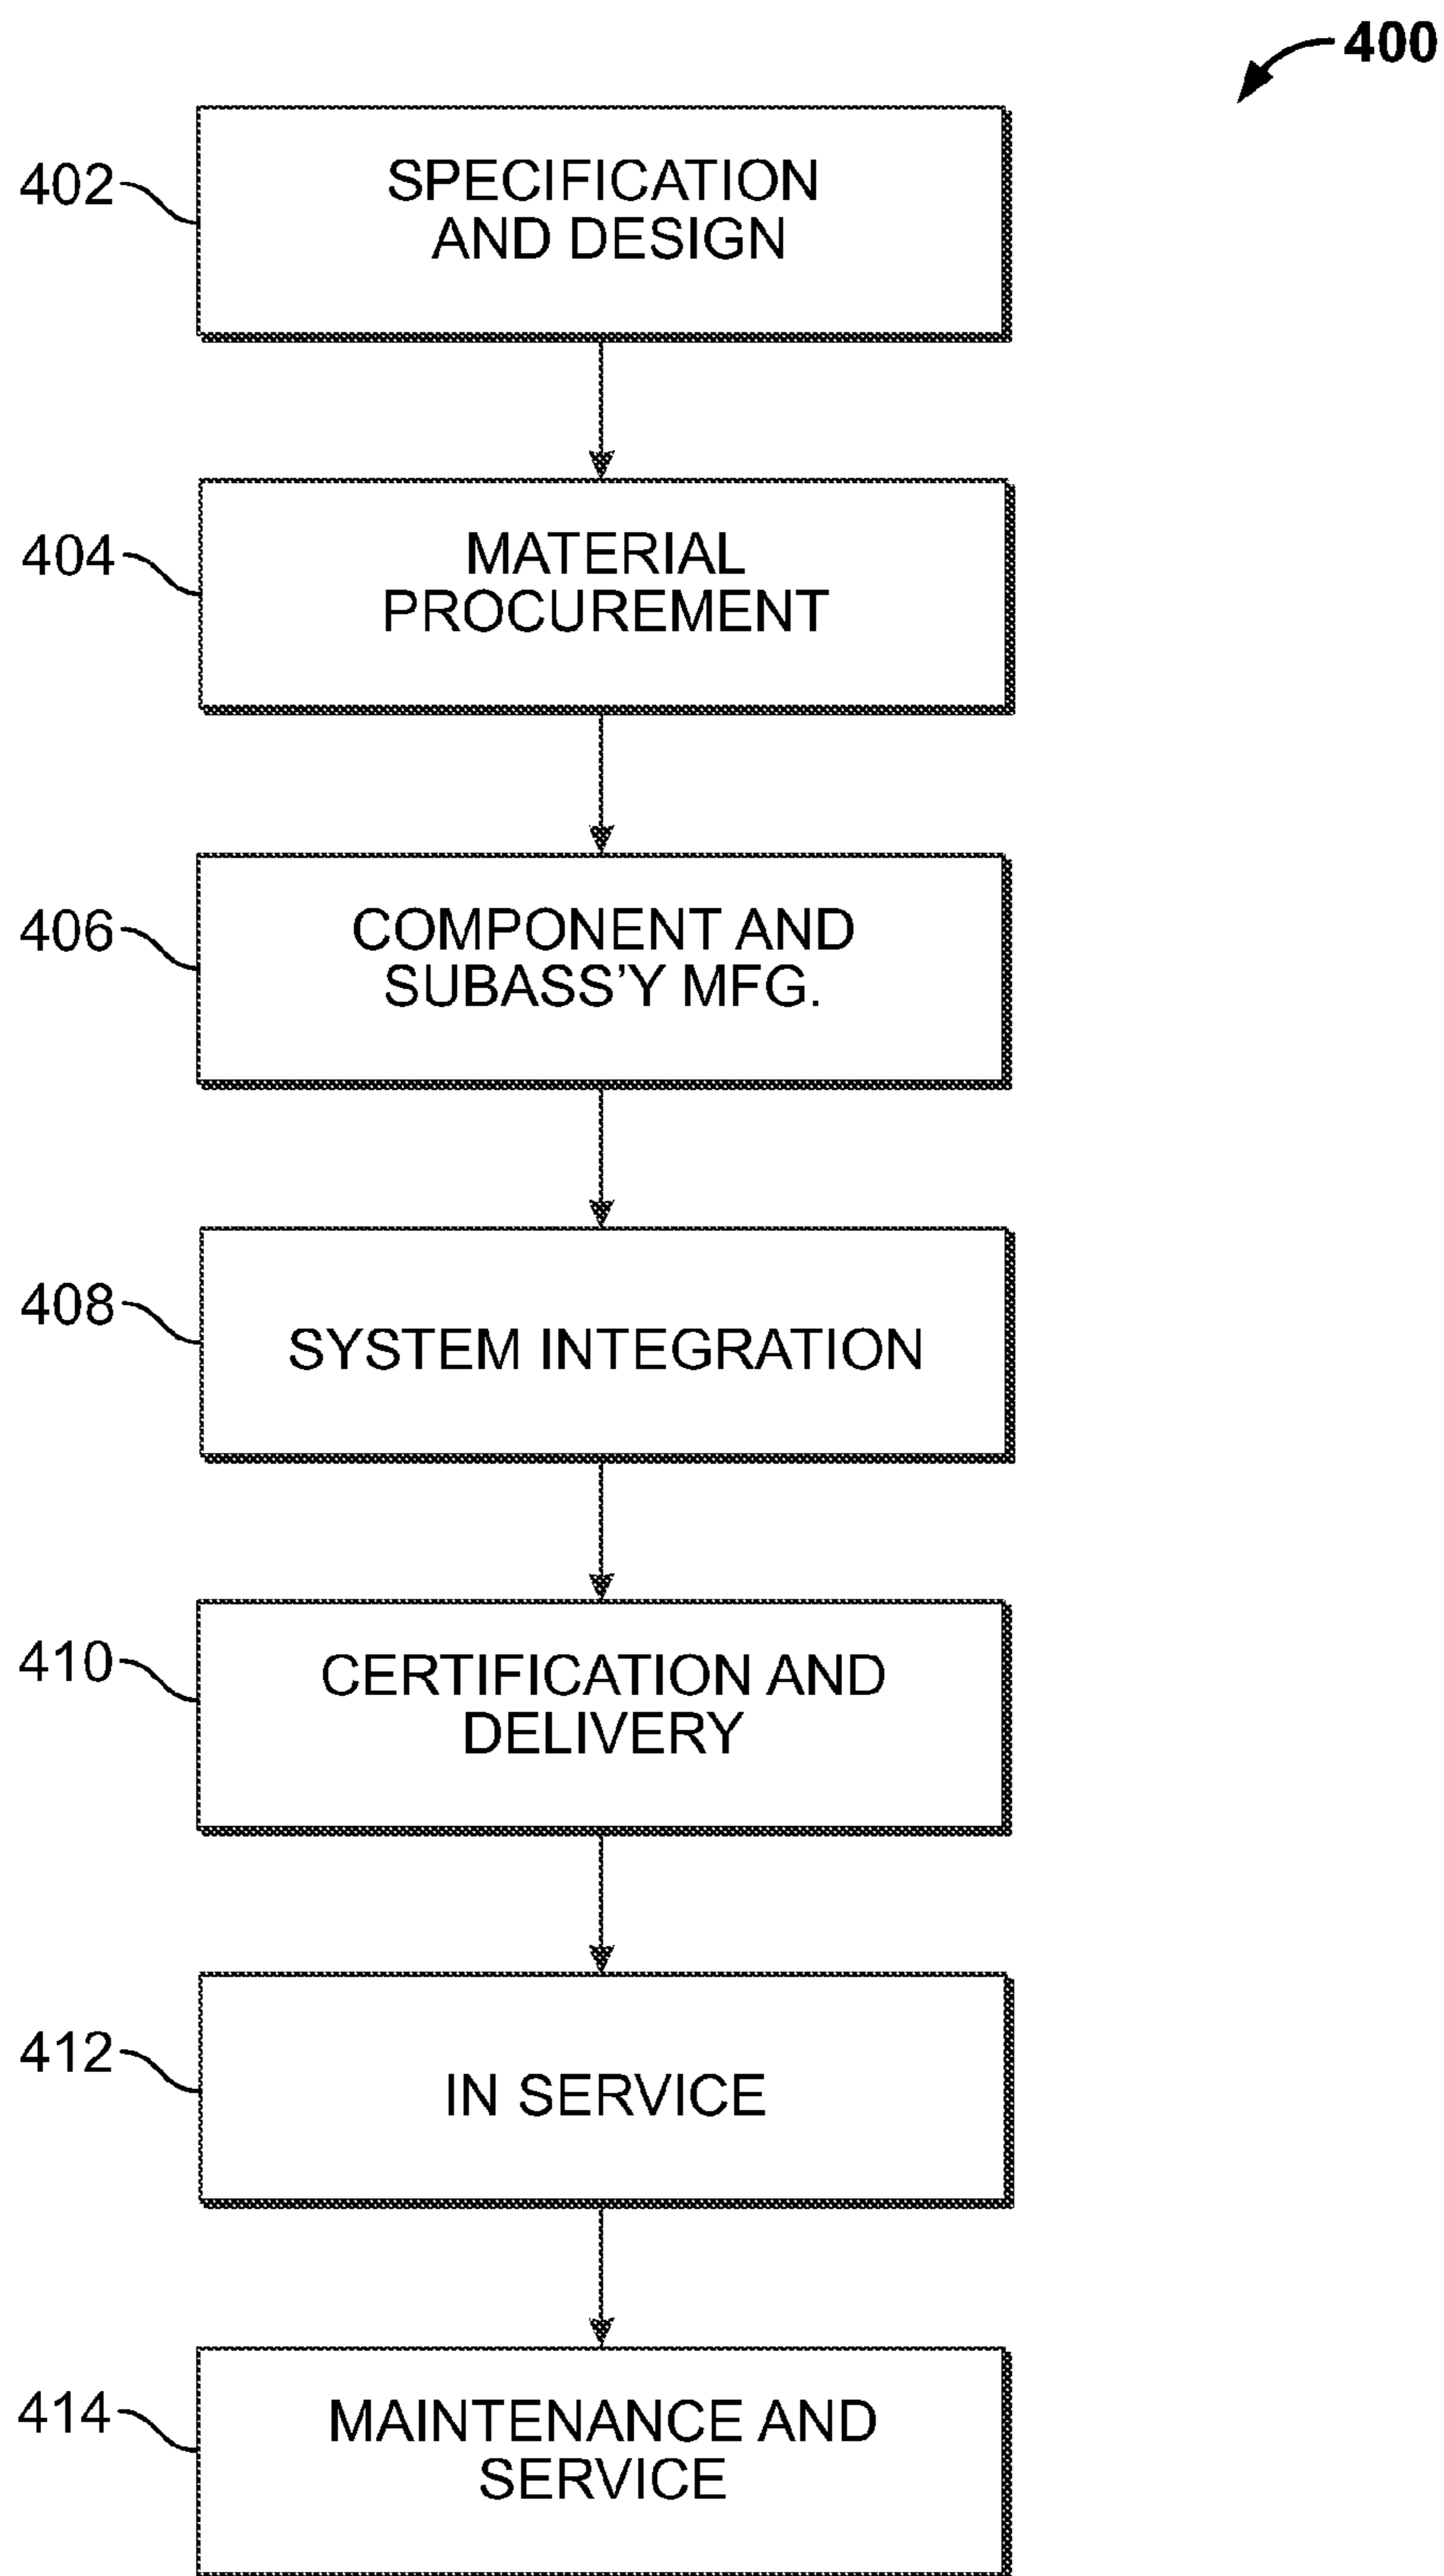 400
402
SPECIFICATION
AND DESIGN
404
MATERIAL
PROCUREMENT
406
COMPONENT AND
SUBASS’Y MFG.
408
SYSTEM INTEGRATION
410
CERTIFICATION AND
DELIVERY
412
IN SERVICE
414
MAINTENANCE AND
SERVICE